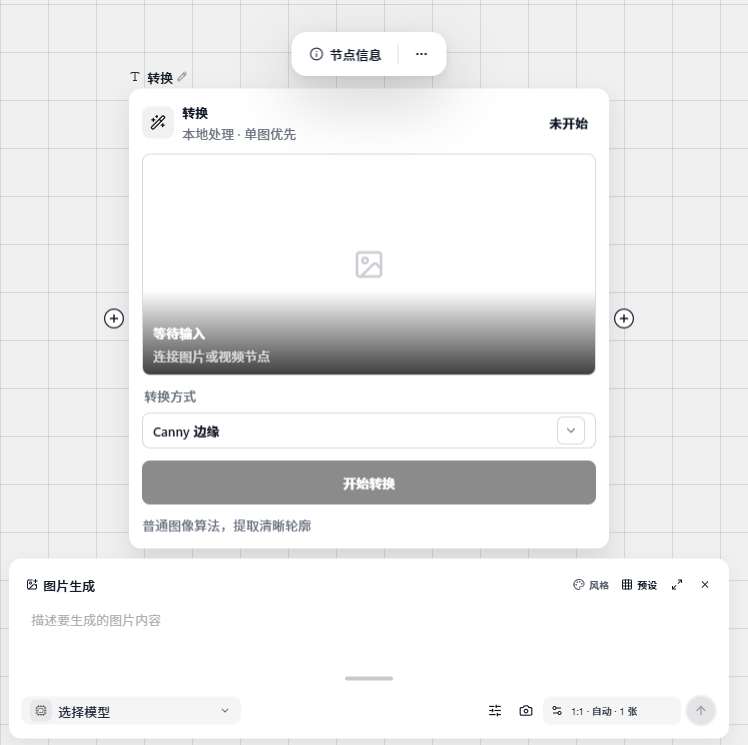 节点信息
T 转换
转换
本地处理 · 单图优先
未开始
等待输入
连接图片或视频节点
转换方式
Canny 边缘
开始转换
普通图像算法，提取清晰轮廓
图片生成
风格
预设
描述要生成的图片内容
选择模型
1:1 · 自动 · 1 张